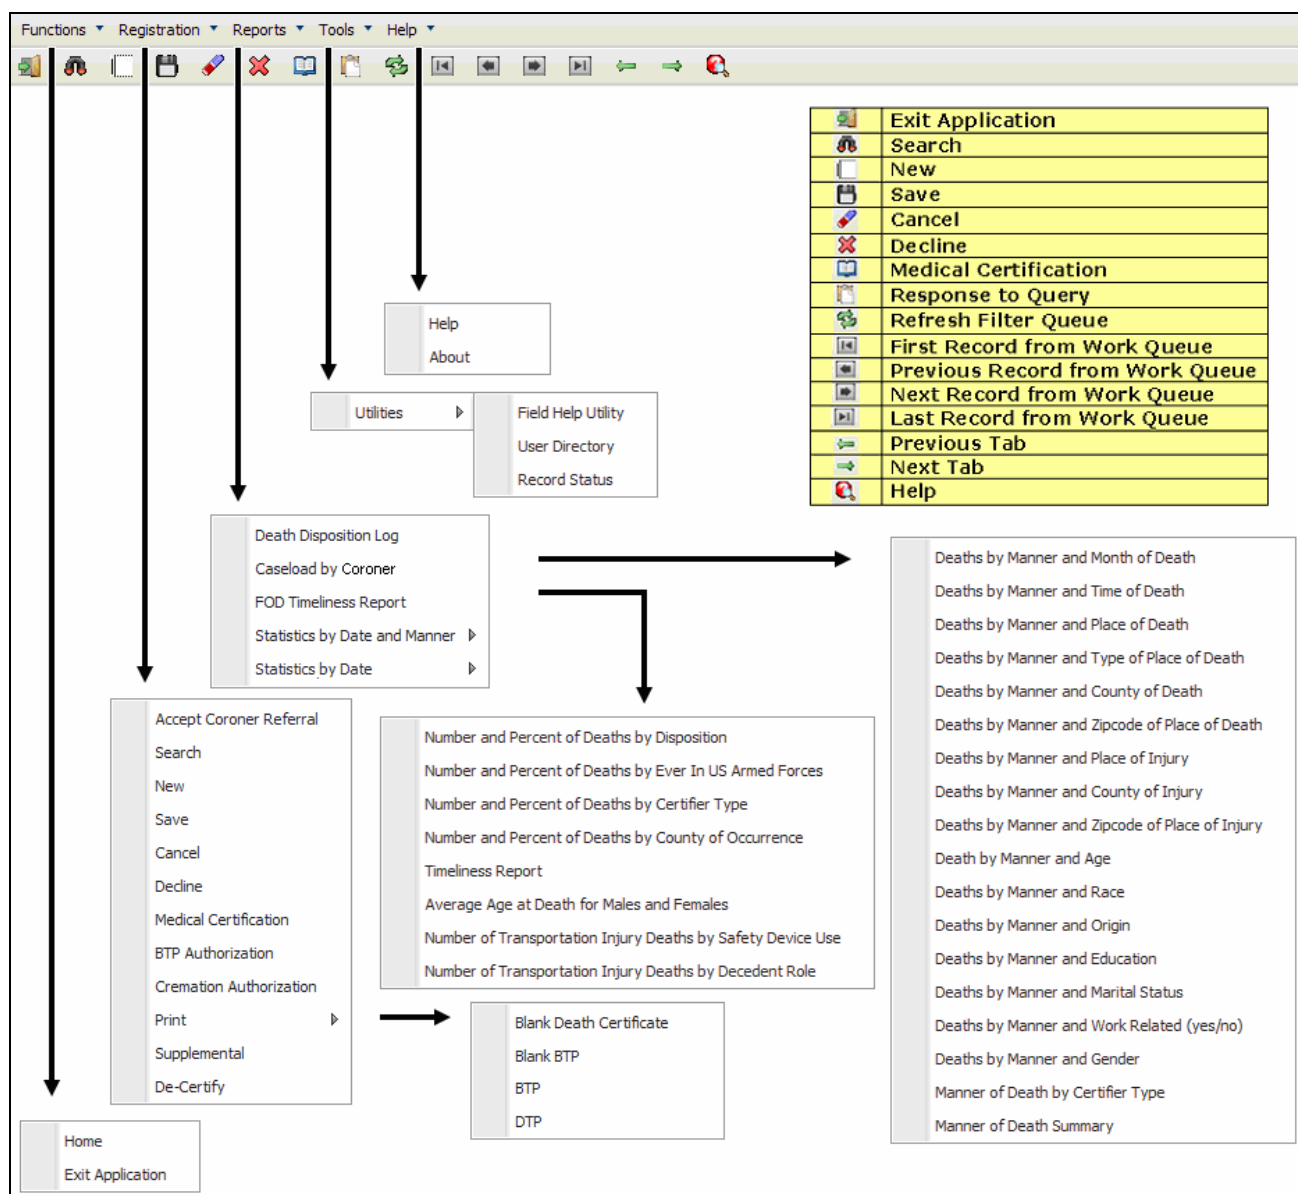 Functions Registration Reports Tools Help
Exit Application
Search
New
Save
Cancel
Decline
Medical Certification
Response to Query
Refresh Filter Queue
First Record from Work Queue
Previous Record from Work Queue
Next Record from Work Queue
Last Record from Work Queue
Previous Tab
Next Tab
Help
Help
About
Utilities
Field Help Utility
User Directory
Record Status
Death Disposition Log
Caseload by Coroner
FOD Timeliness Report
Statistics by Date and Manner
Statistics by Date
Deaths by Manner and Month of Death
Deaths by Manner and Time of Death
Deaths by Manner and Place of Death
Deaths by Manner and Type of Place of Death
Deaths by Manner and County of Death
Deaths by Manner and Zipcode of Place of Death
Deaths by Manner and Place of Injury
Deaths by Manner and County of Injury
Deaths by Manner and Zipcode of Place of Injury
Death by Manner and Age
Deaths by Manner and Race
Deaths by Manner and Origin
Deaths by Manner and Education
Deaths by Manner and Marital Status
Deaths by Manner and Work Related (yes/no)
Deaths by Manner and Gender
Manner of Death by Certifier Type
Manner of Death Summary
Accept Coroner Referral
Search
New
Save
Cancel
Decline
Medical Certification
BTP Authorization
Cremation Authorization
Print
Supplemental
De-Certify
Number and Percent of Deaths by Disposition
Number and Percent of Deaths by Ever In US Armed Forces
Number and Percent of Deaths by Certifier Type
Number and Percent of Deaths by County of Occurrence
Timeliness Report
Average Age at Death for Males and Females
Number of Transportation Injury Deaths by Safety Device Use
Number of Transportation Injury Deaths by Decedent Role
Blank Death Certificate
Blank BTP
BTP
DTP
Home
Exit Application